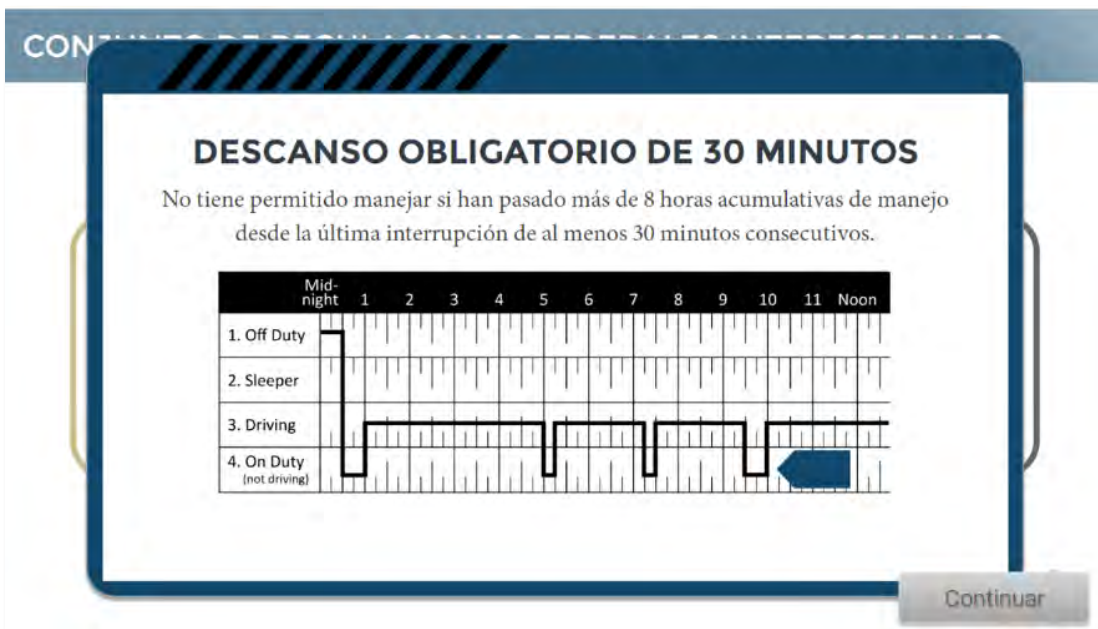 DESCANSO OBLIGATORIO DE 30 MINUTOS
No tiene permitido manejar si han pasado más de 8 horas acumulativas de manejo
desde la última interrupción de al menos 30 minutos consecutivos.
Mid-
night 1 2 3 4 5 6 7 8 9 10 11 Noon
1. Off Duty
2. Sleeper
3. Driving
4. On Duty
(not driving)
Continuar